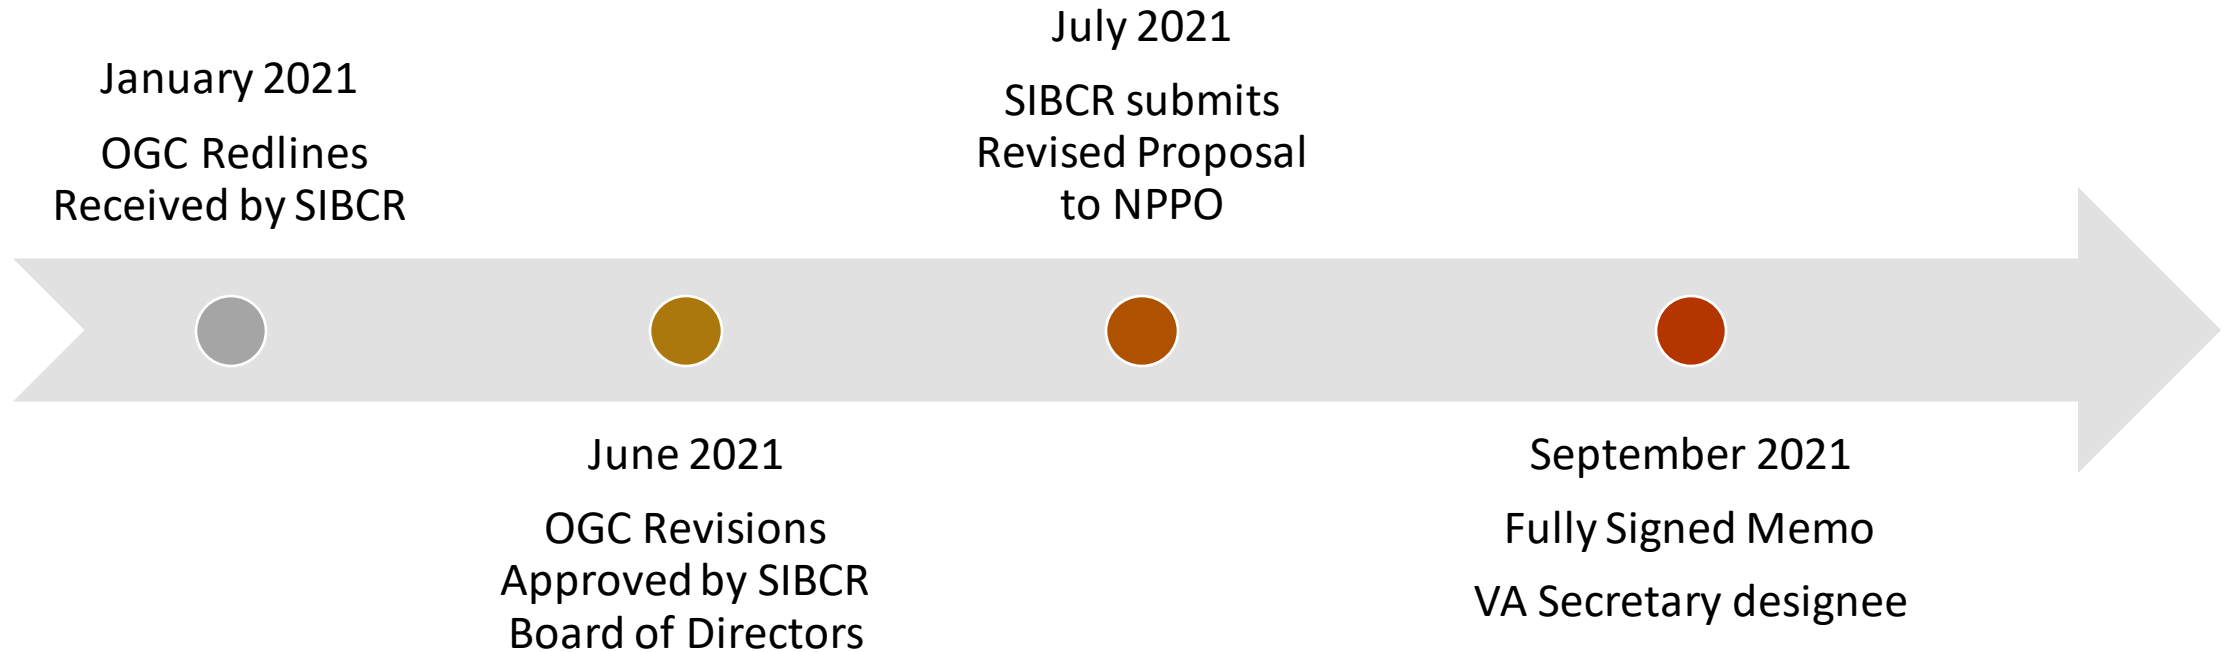 January 2021
OGC Redlines
Received by SIBCR
June 2021
OGC Revisions
Approved by SIBCR
Board of Directors
July 2021
SIBCR submits
Revised Proposal
to NPPO
September 2021
Fully Signed Memo
VA Secretary designee